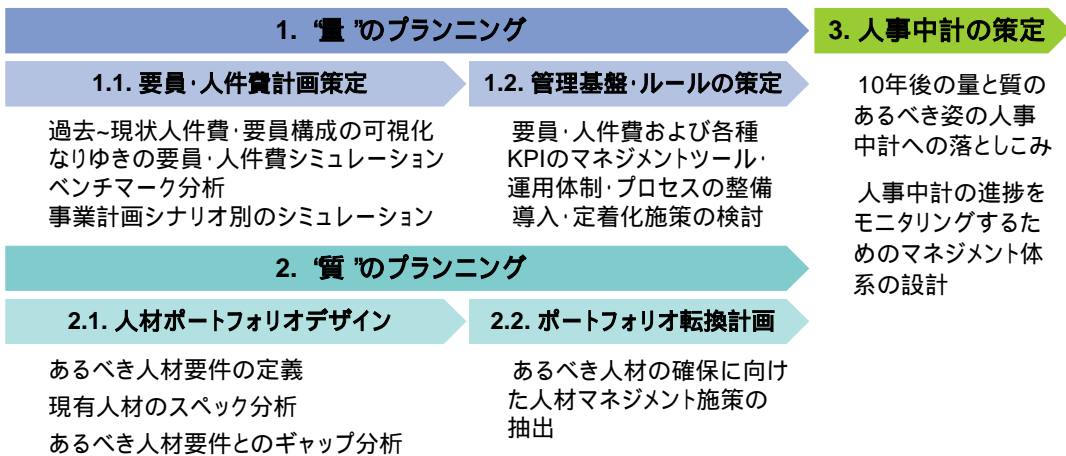 1. “量”のプランニング
1.1. 要員・人件費計画策定
過去~現状人件費・要員構成の可視化
なりゆきの要員・人件費シミュレーション
ベンチマーク分析
事業計画シナリオ別のシミュレーション
1.2. 管理基盤・ルールの策定
要員・人件費および各種
KPIのマネジメントツール・
運用体制・プロセスの整備
導入・定着化施策の検討
2. “質”のプランニング
2.1. 人材ポートフォリオデザイン
あるべき人材要件の定義
現有人材のスペック分析
あるべき人材要件とのギャップ分析
2.2. ポートフォリオ転換計画
あるべき人材の確保に向け
た人材マネジメント施策の
抽出
3. 人事中計の策定
10年後の量と質の
あるべき姿の人事
中計への落としこみ
人事中計の進捗を
モニタリングするた
めのマネジメント体
系の設計